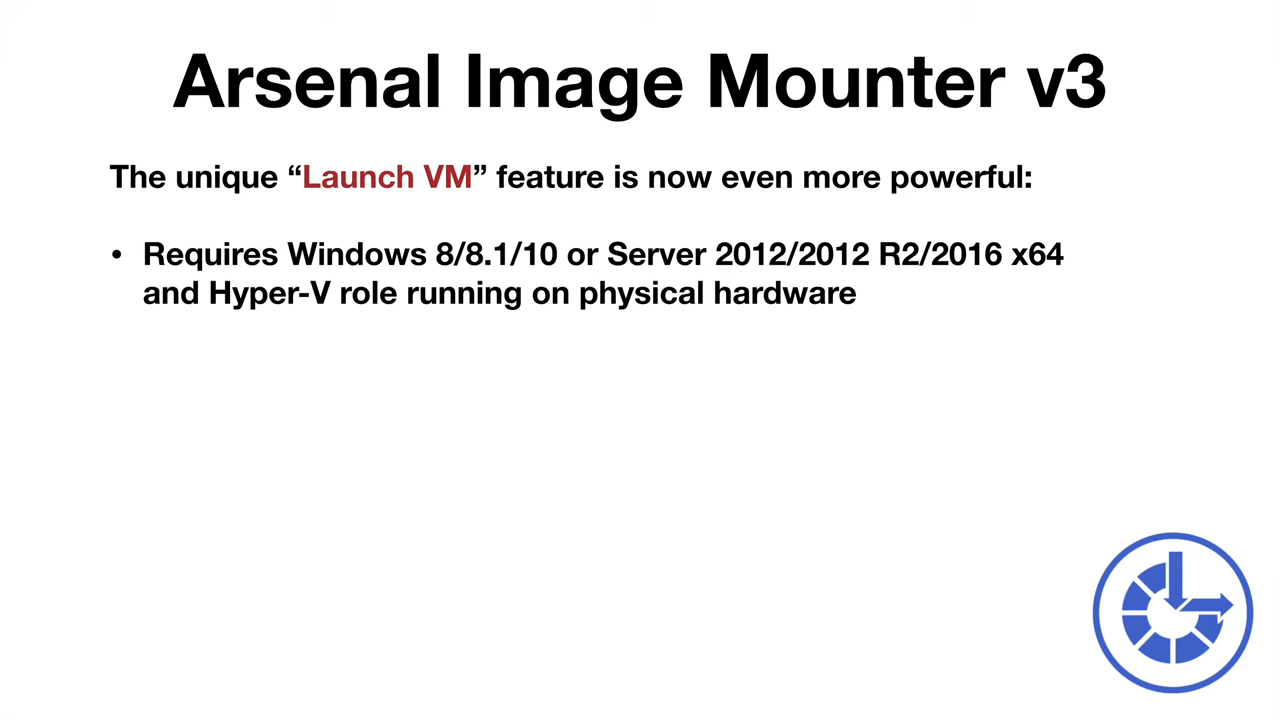 Arsenal Image Mounter v3
The unique “Launch VM” feature is now even more powerful:
• Requires Windows 8/8.1/10 or Server 2012/2012 R2/2016 x64
and Hyper-V role running on physical hardware